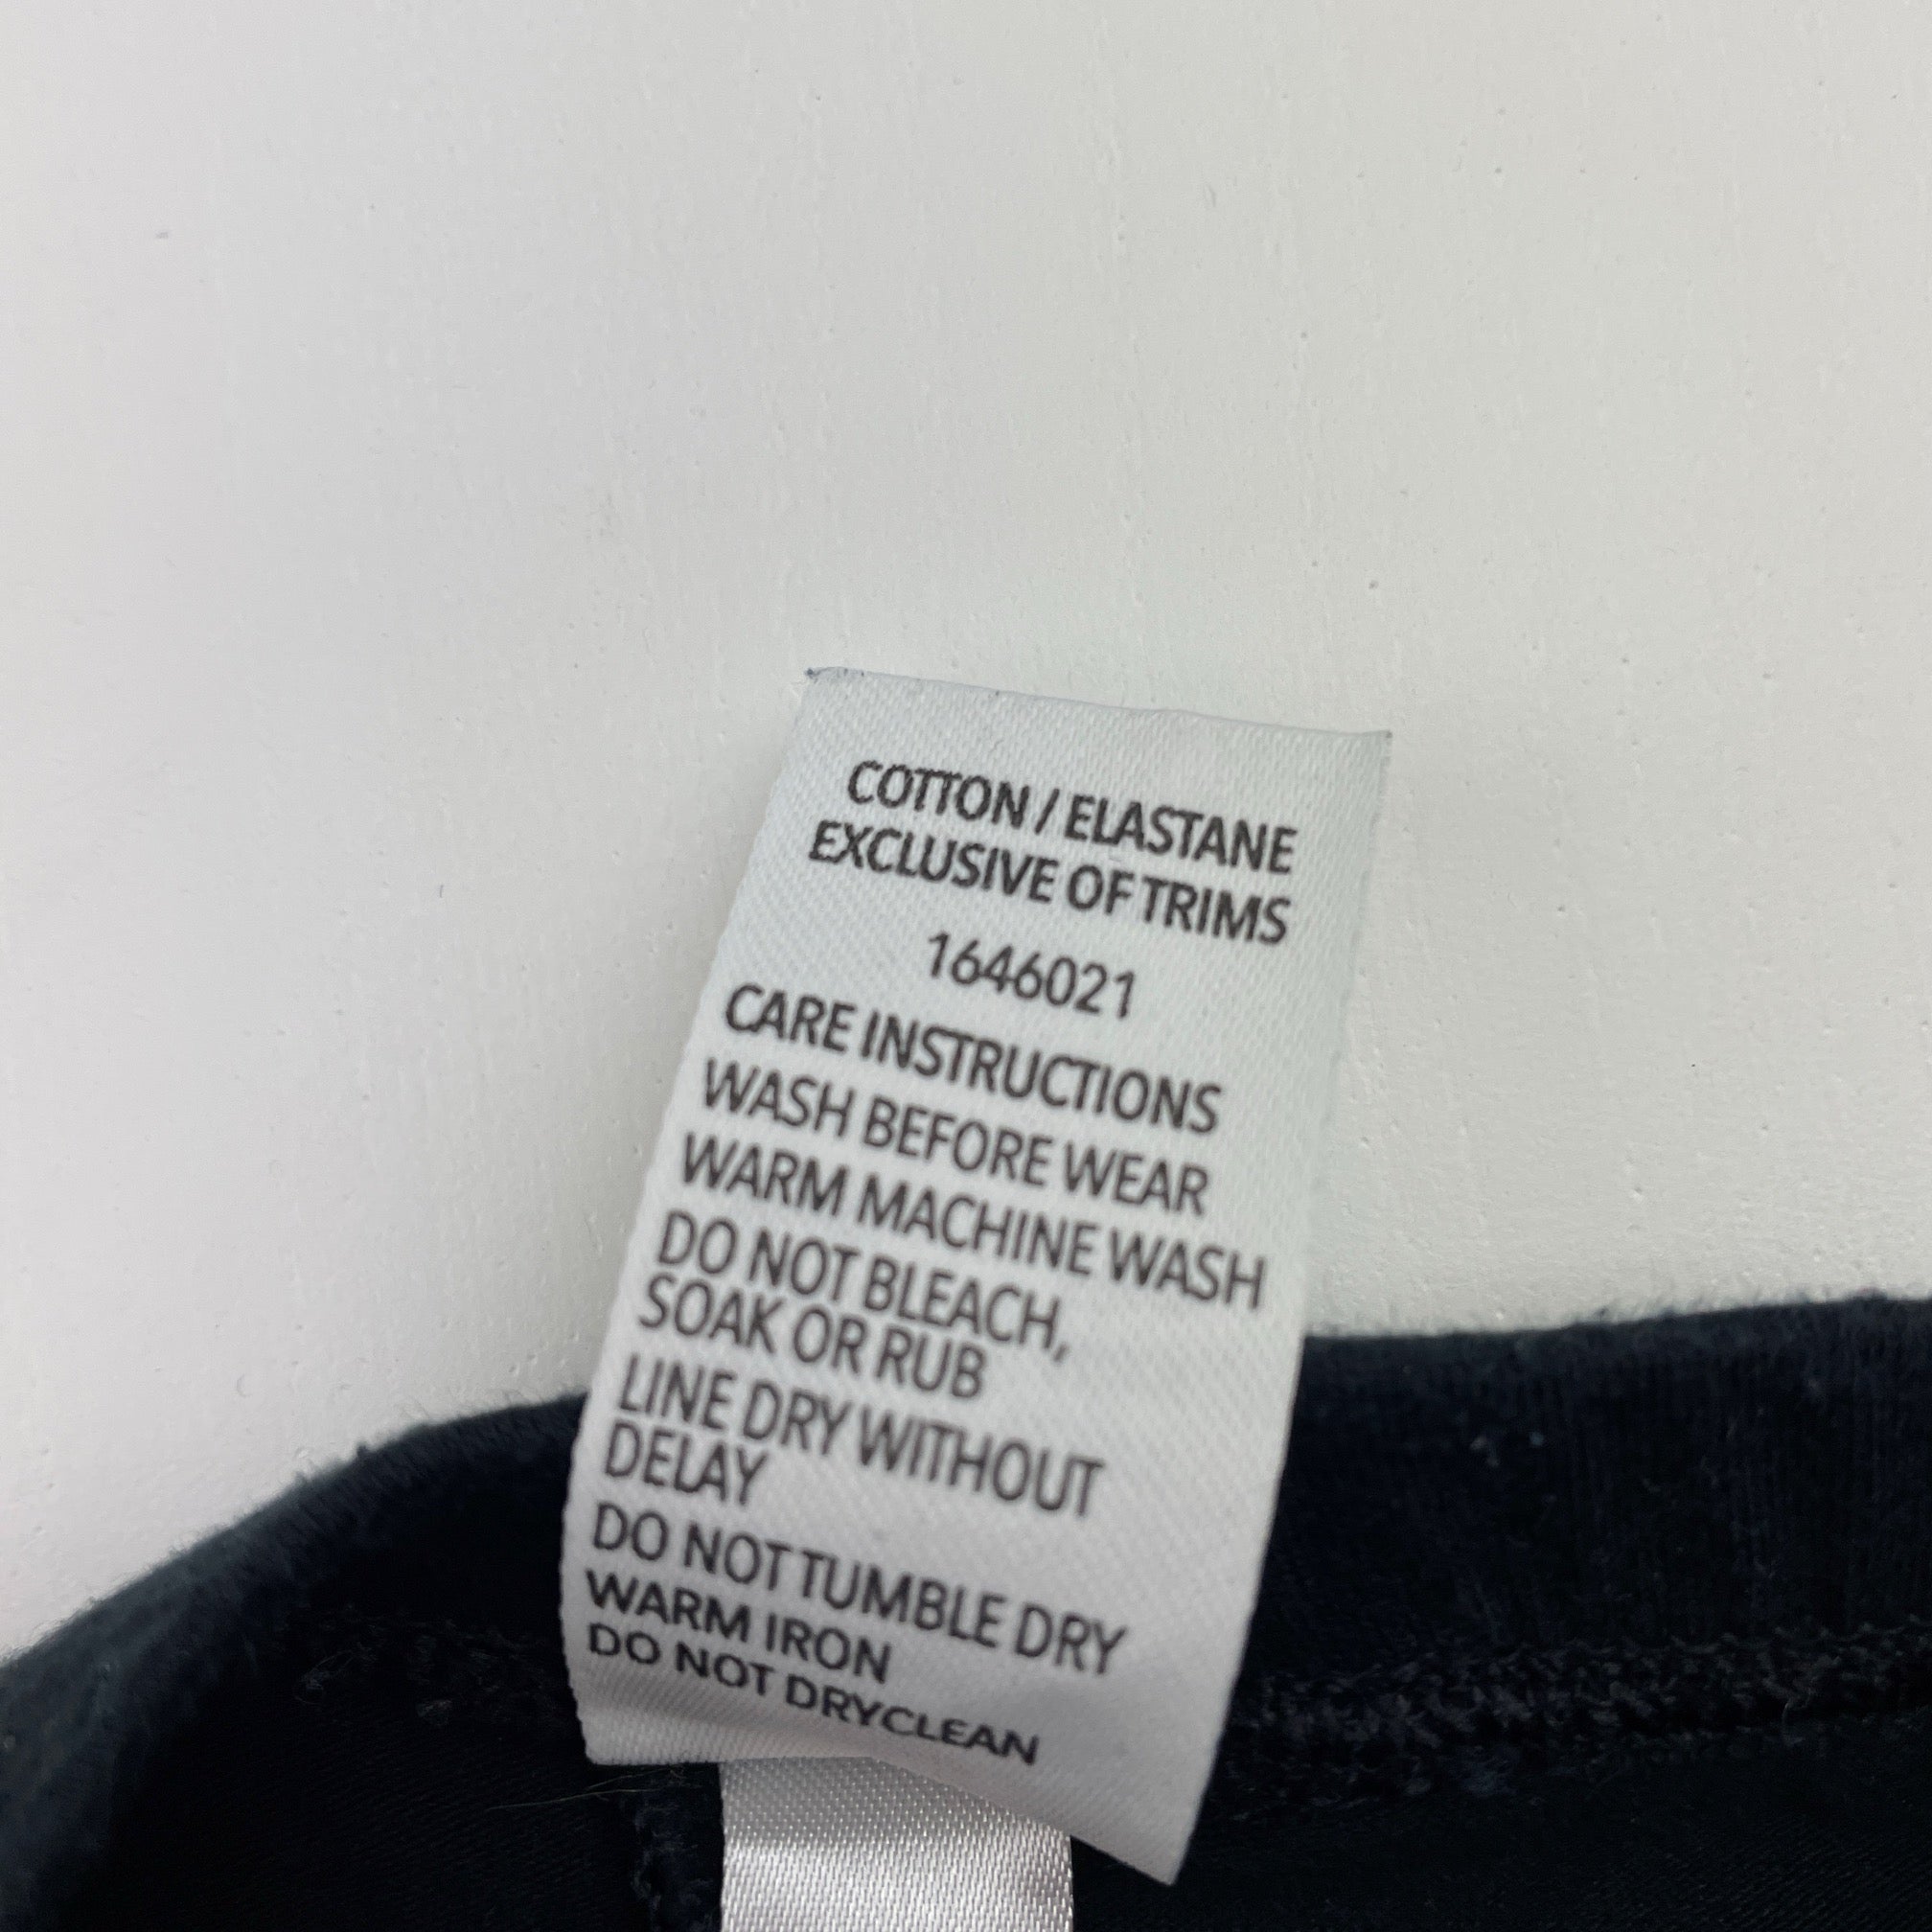 COTTON / ELASTANE
EXCLUSIVE OF TRIMS
1646021
CARE INSTRUCTIONS
WASH BEFORE WEAR
WARM MACHINE WASH
DO NOT BLEACH,
SOAK OR RUB
LINE DRY WITHOUT
DELAY
DO NOT TUMBLE DRY
WARM IRON
DO NOT DRYCLEAN